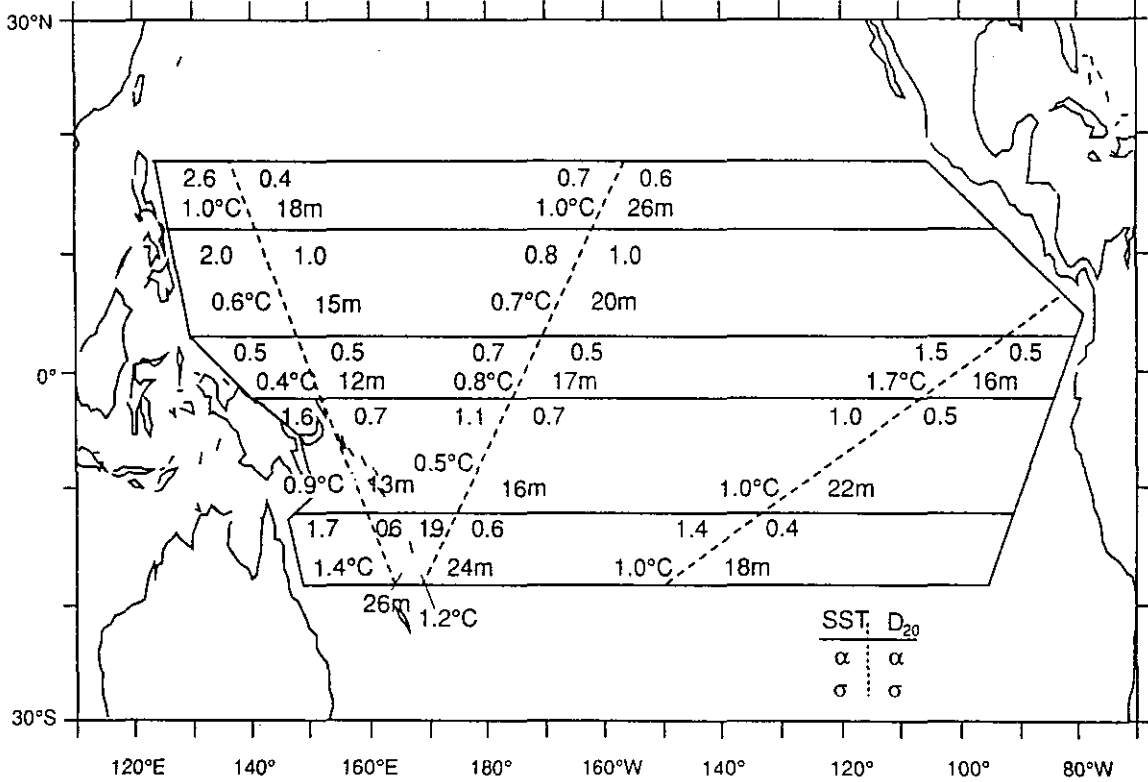 30°N
2.6 0.4 0.7 0.6
1.0°C 18m 1.0°C 26m
2.0 1.0 0.8 1.0
0.6°C 15m 0.7°C 20m
0.5 0.5 0.7 0.5 1.5 0.5
0° 0.4°C 12m 0.8°C 17m 1.7°C 16m
1.6 0.7 1.1 0.7 1.0 0.5
0.5°C
0.9°C 13m 16m 1.0°C 22m
1.7 06 19 0.6 1.4 0.4
1.4°C 24m 1.0°C 18m
26m 1.2°C
SST D₂₀
α α
σ σ
30°S
120°E 140° 160°E 180° 160°W 140° 120° 100° 80°W